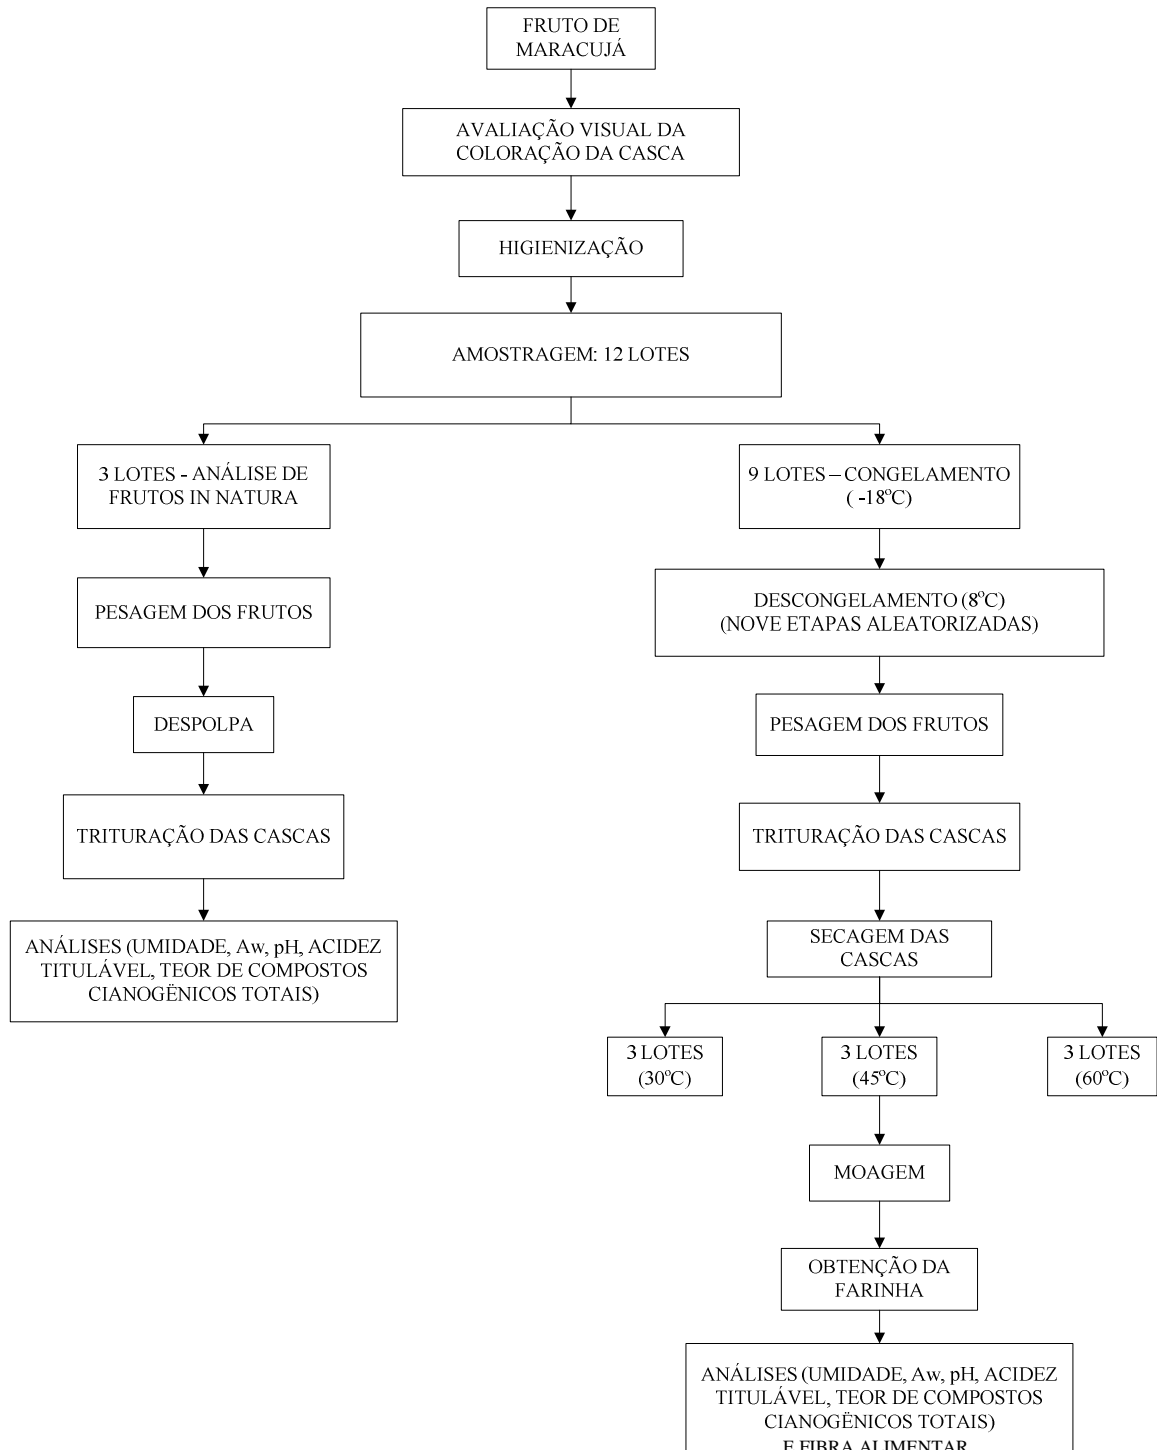 FRUTO DE
MARACUJÁ
AVALIAÇÃO VISUAL DA
COLORAÇÃO DA CASCA
HIGIENIZAÇÃO
AMOSTRAGEM: 12 LOTES
3 LOTES - ANÁLISE DE
FRUTOS IN NATURA
PESAGEM DOS FRUTOS
DESPOLPA
TRITURAÇÃO DAS CASCAS
ANÁLISES (UMIDADE, Aw, pH, ACIDEZ
TITULÁVEL, TEOR DE COMPOSTOS
CIANOGËNICOS TOTAIS)
9 LOTES – CONGELAMENTO
( -18ºC)
DESCONGELAMENTO (8ºC)
(NOVE ETAPAS ALEATORIZADAS)
PESAGEM DOS FRUTOS
TRITURAÇÃO DAS CASCAS
SECAGEM DAS
CASCAS
3 LOTES
(30ºC)
3 LOTES
(45ºC)
3 LOTES
(60ºC)
MOAGEM
OBTENÇÃO DA
FARINHA
ANÁLISES (UMIDADE, Aw, pH, ACIDEZ
TITULÁVEL, TEOR DE COMPOSTOS
CIANOGËNICOS TOTAIS)
E FIBRA ALIMENTAR